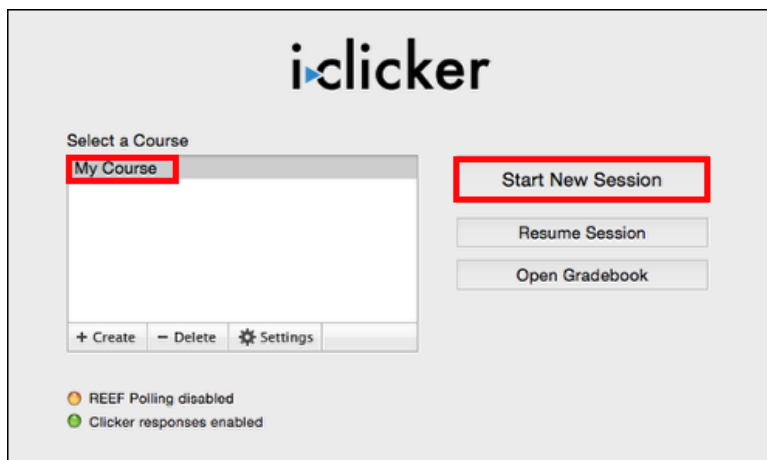 iclicker
Select a Course
My Course
Start New Session
Resume Session
Open Gradebook
+ Create − Delete Settings
REEF Polling disabled
Clicker responses enabled